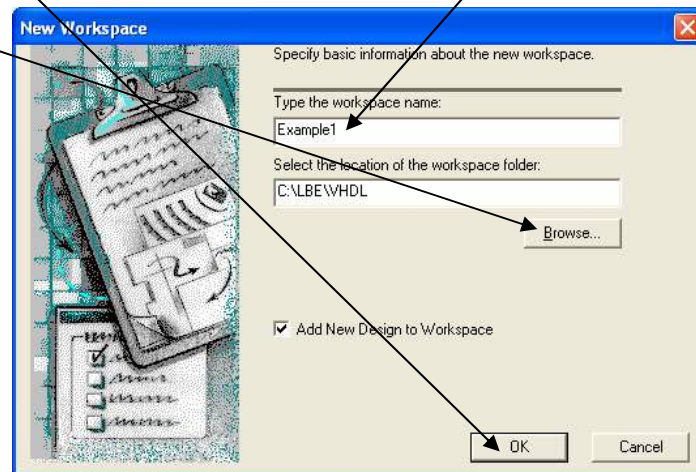 New Workspace
Specify basic information about the new workspace.
Type the workspace name:
Example1
Select the location of the workspace folder:
C:\LBE\VHDL
Browse...
Add New Design to Workspace
OK
Cancel